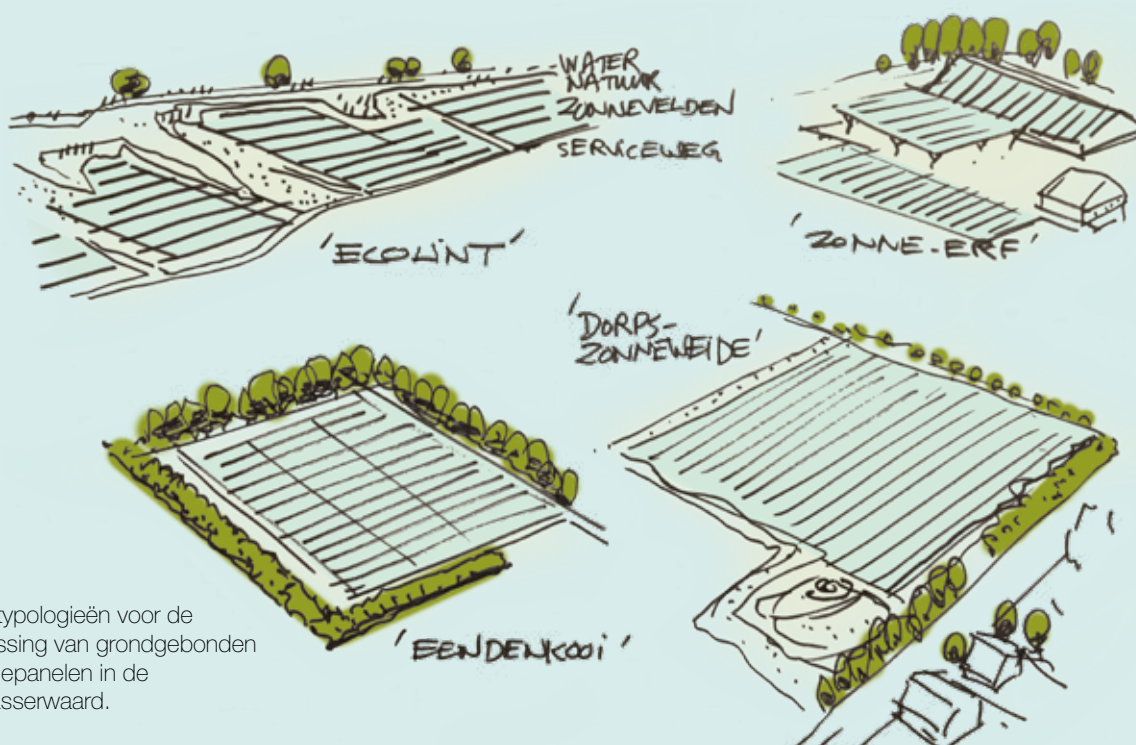 WATER
NATUUR
ZONNEVELDEN
SERVICEWEG
'ECOLINT'
'ZONNE-ERF'
'DORPS-
ZONNEWEIDE'
'EENDENKOOI'
typologieën voor de
ssing van grondgebonden
epanelen in de
sserwaard.